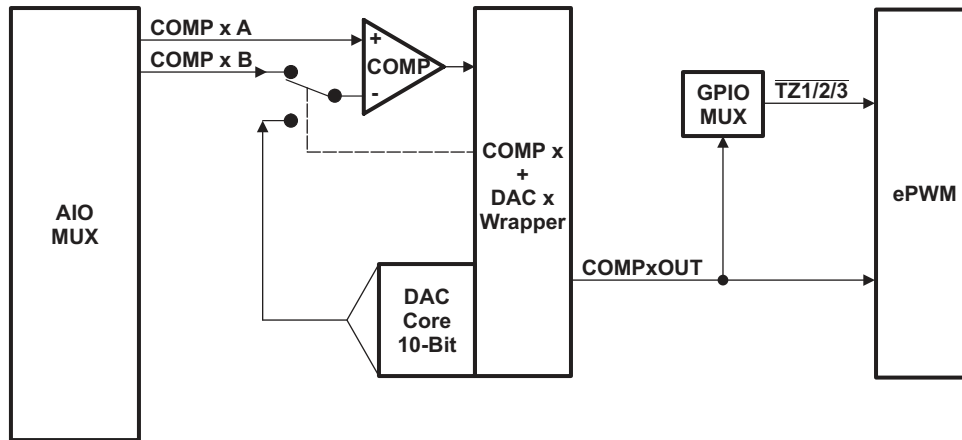 COMP x A
COMP x B
+
COMP
-
AIO
MUX
COMP x
+
DAC x
Wrapper
DAC
Core
10-Bit
COMPxOUT
GPIO
MUX
TZ1/2/3
ePWM